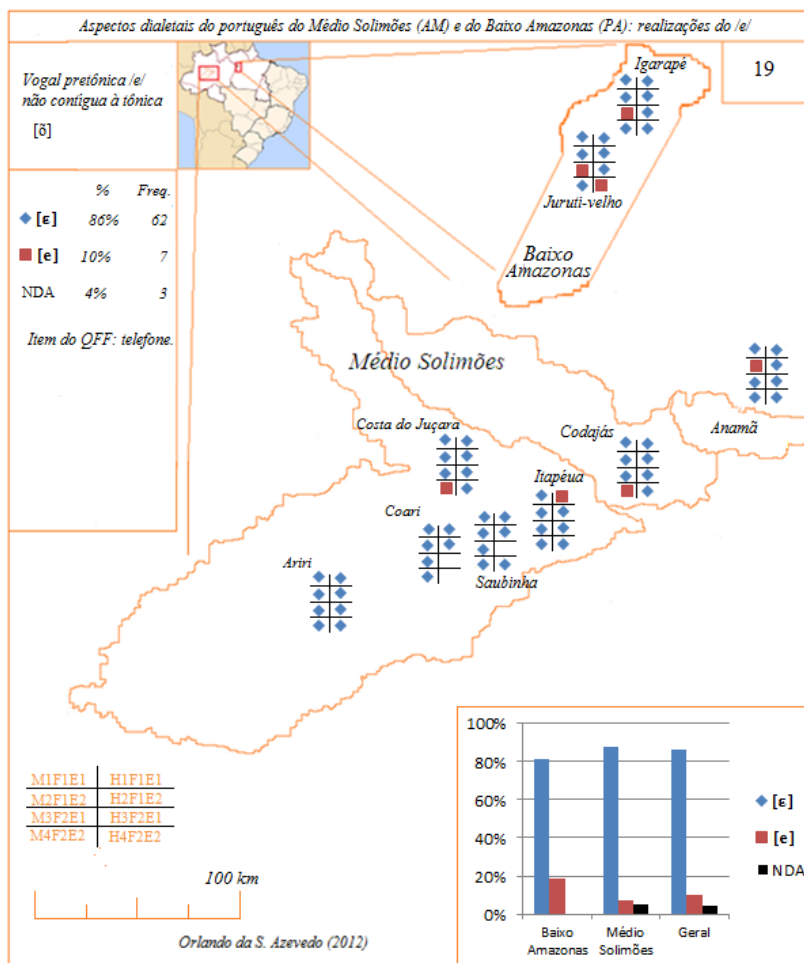 Aspectos dialetais do português do Médio Solimões (AM) e do Baixo Amazonas (PA): realizações do /e/
Vogal pretônica /e/
não contígua à tônica
[õ]
19
% Freq.
[ɛ] 86% 62
[e] 10% 7
NDA 4% 3
Item do QFF: telefone.
Igarapé
Juruti-velho
Baixo
Amazonas
Médio Solimões
Anamã
Costa do Juçara
Codajás
Itapéua
Coari
Saubinha
Ariri
M1F1E1 H1F1E1
M2F1E2 H2F1E2
M3F2E1 H3F2E1
M4F2E2 H4F2E2
100 km
Orlando da S. Azevedo (2012)
100%
80%
60%
40%
20%
0%
Baixo
Amazonas
Médio
Solimões
Geral
[ɛ]
[e]
NDA